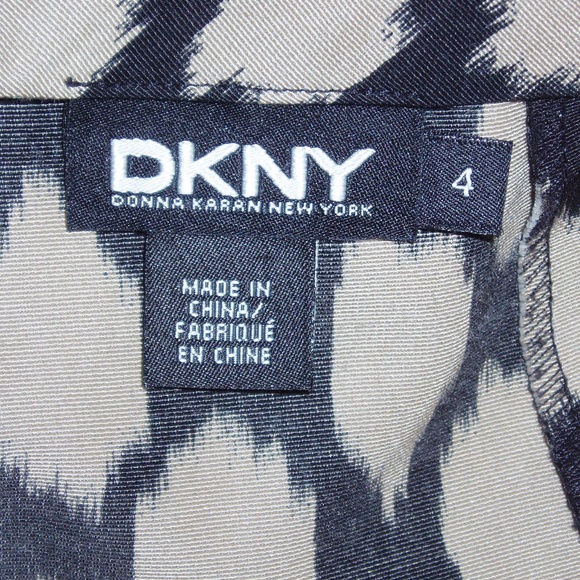 DKNY
DONNA KARAN NEW YORK
4
MADE IN
CHINA/
FABRIQUÉ
EN CHINE